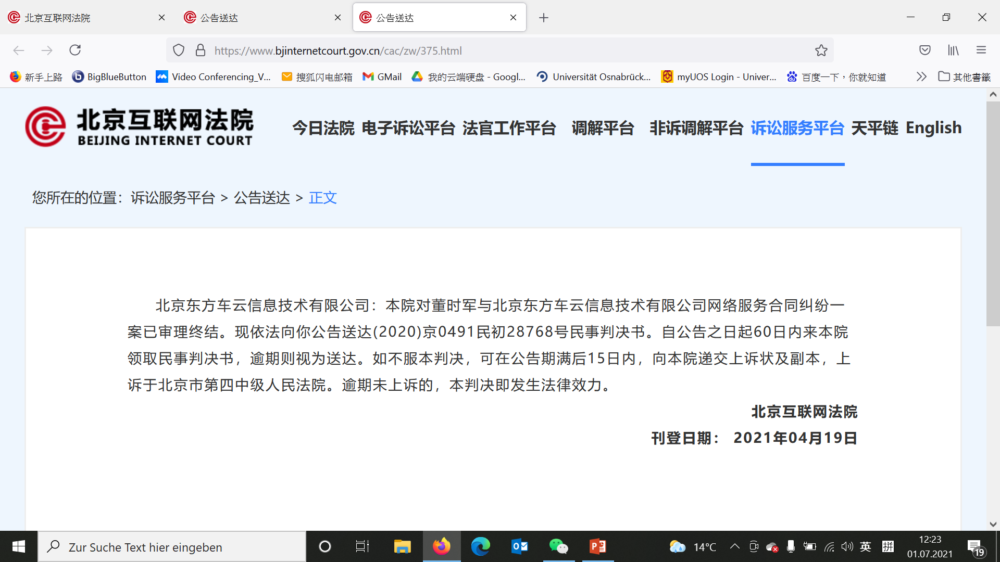 北京互联网法院
公告送达
公告送达
https://www.bjinternetcourt.gov.cn/cac/zw/375.html
新手上路
BigBlueButton
Video Conferencing_V...
搜狐闪电邮箱
GMail
我的云端硬盘 - Googl...
Universität Osnabrück...
myUOS Login - Univer...
百度一下，你就知道
其他書籤
北京互联网法院
BEIJING INTERNET COURT
今日法院 电子诉讼平台 法官工作平台 调解平台 非诉调解平台 诉讼服务平台 天平链 English
您所在的位置：诉讼服务平台 > 公告送达 > 正文
北京东方车云信息技术有限公司：本院对董时军与北京东方车云信息技术有限公司网络服务合同纠纷一
案已审理终结。现依法向你公告送达(2020)京0491民初28768号民事判决书。自公告之日起60日内来本院
领取民事判决书，逾期则视为送达。如不服本判决，可在公告期满后15日内，向本院递交上诉状及副本，上
诉于北京市第四中级人民法院。逾期未上诉的，本判决即发生法律效力。
北京互联网法院
刊登日期： 2021年04月19日
Zur Suche Text hier eingeben
14°C
英
拼
12:23
01.07.2021
19